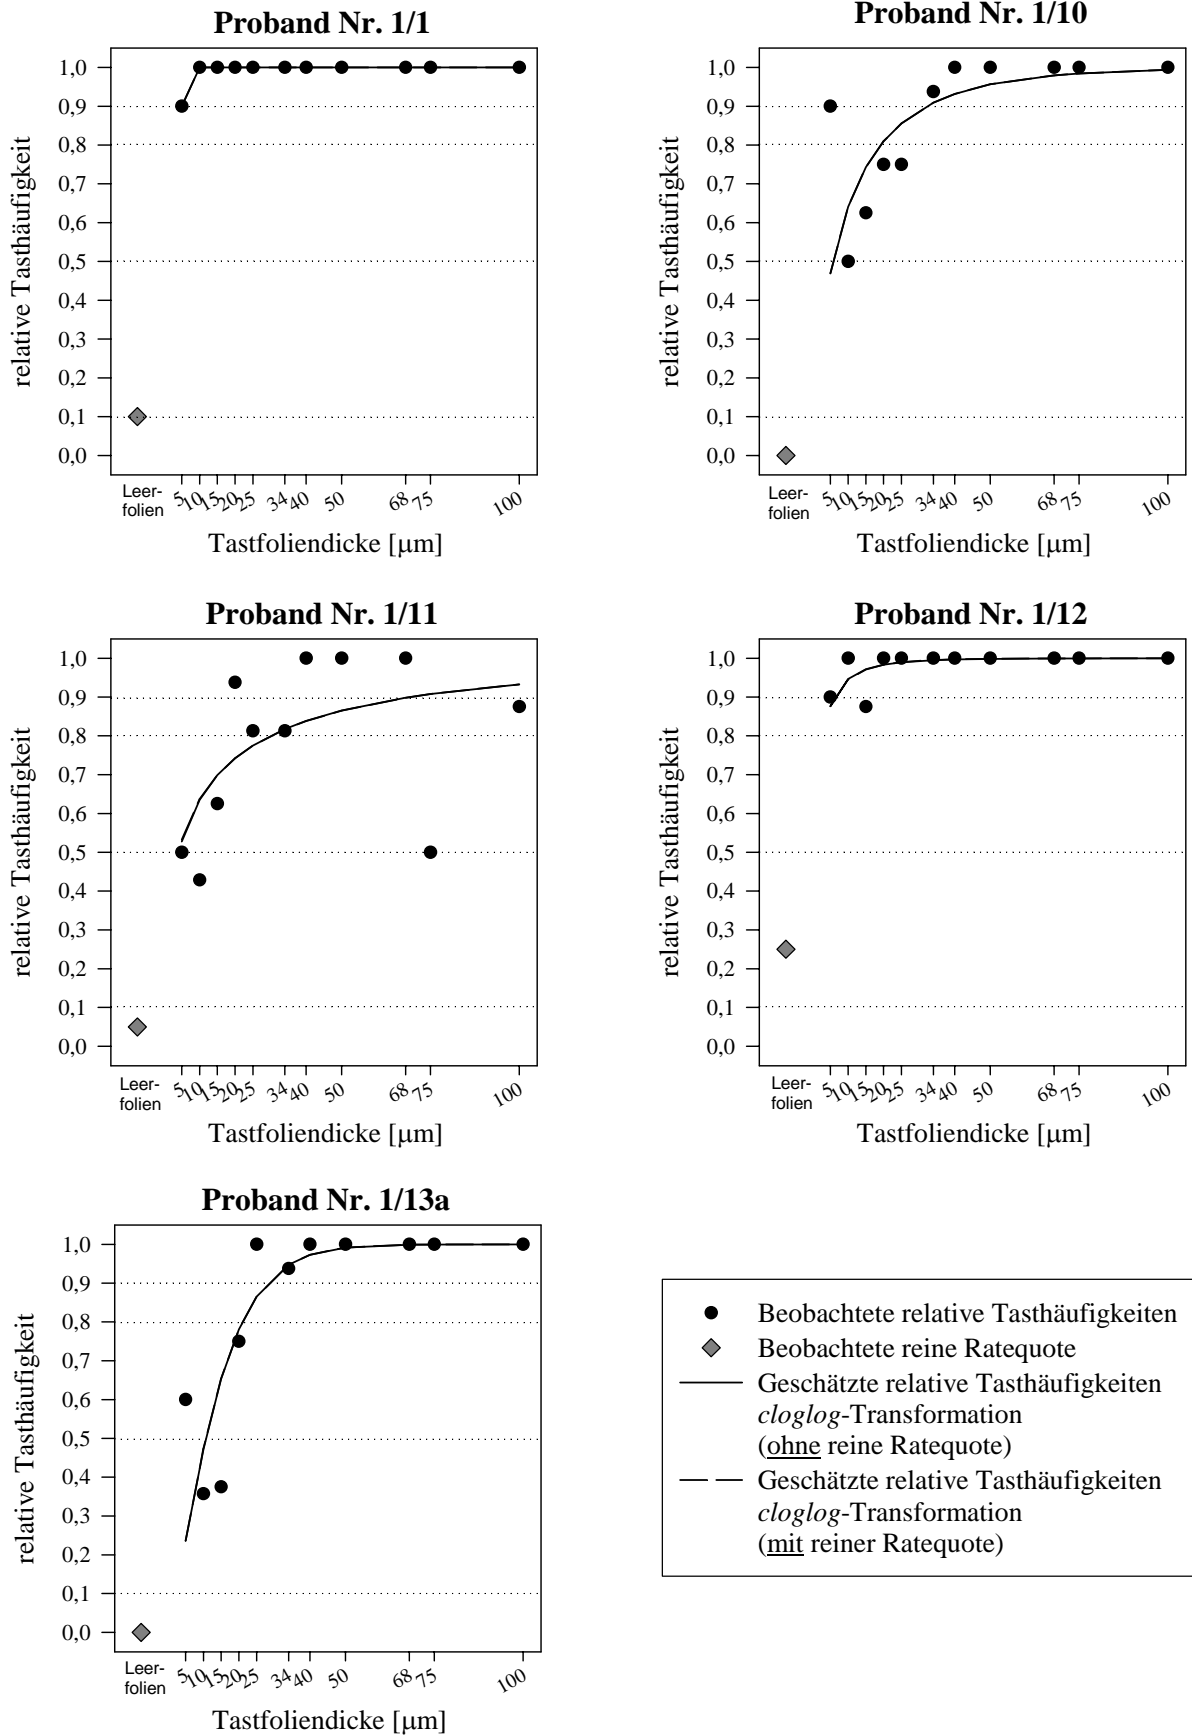 Proband Nr. 1/1
relative Tasthäufigkeit
1,0
0,9
0,8
0,7
0,6
0,5
0,4
0,3
0,2
0,1
0,0
Leer-
folien
5 10 15 20 25 34 40 50 68 75 100
Tastfoliendicke [µm]
Proband Nr. 1/10
relative Tasthäufigkeit
1,0
0,9
0,8
0,7
0,6
0,5
0,4
0,3
0,2
0,1
0,0
Leer-
folien
5 10 15 20 25 34 40 50 68 75 100
Tastfoliendicke [µm]
Proband Nr. 1/11
relative Tasthäufigkeit
1,0
0,9
0,8
0,7
0,6
0,5
0,4
0,3
0,2
0,1
0,0
Leer-
folien
5 10 15 20 25 34 40 50 68 75 100
Tastfoliendicke [µm]
Proband Nr. 1/12
relative Tasthäufigkeit
1,0
0,9
0,8
0,7
0,6
0,5
0,4
0,3
0,2
0,1
0,0
Leer-
folien
5 10 15 20 25 34 40 50 68 75 100
Tastfoliendicke [µm]
Proband Nr. 1/13a
relative Tasthäufigkeit
1,0
0,9
0,8
0,7
0,6
0,5
0,4
0,3
0,2
0,1
0,0
Leer-
folien
5 10 15 20 25 34 40 50 68 75 100
Tastfoliendicke [µm]
Beobachtete relative Tasthäufigkeiten
Beobachtete reine Ratequote
Geschätzte relative Tasthäufigkeiten
cloglog-Transformation
(ohne reine Ratequote)
Geschätzte relative Tasthäufigkeiten
cloglog-Transformation
(mit reiner Ratequote)